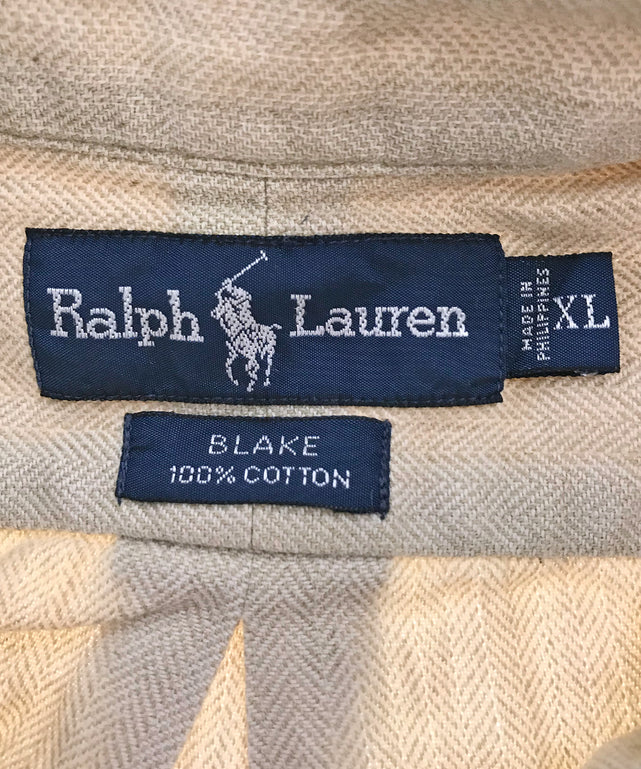 Ralph Lauren
MADE IN
PHILIPPINES
XL
BLAKE
100% COTTON